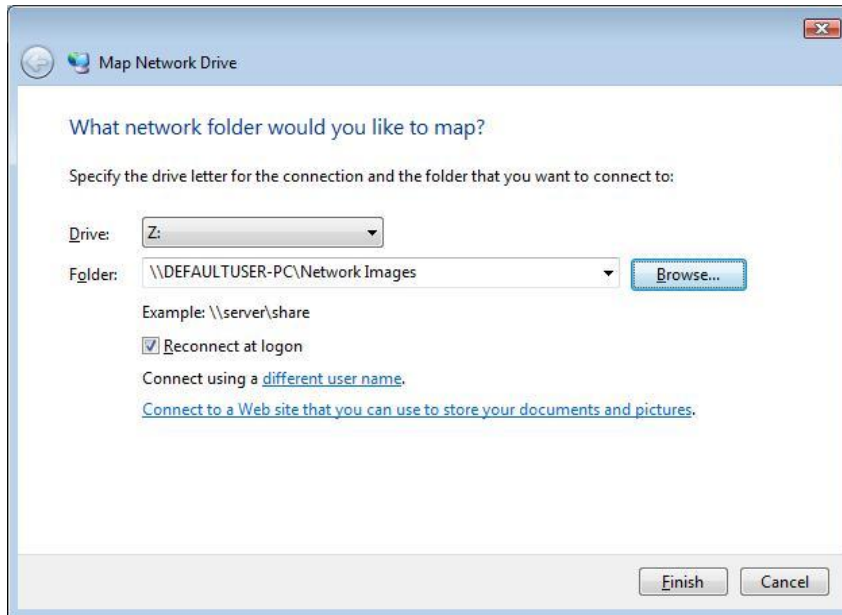 Map Network Drive
What network folder would you like to map?
Specify the drive letter for the connection and the folder that you want to connect to:
Drive: Z:
Folder: \\DEFAULTUSER-PC\Network Images Browse...
Example: \\server\share
Reconnect at logon
Connect using a different user name.
Connect to a Web site that you can use to store your documents and pictures.
Finish Cancel